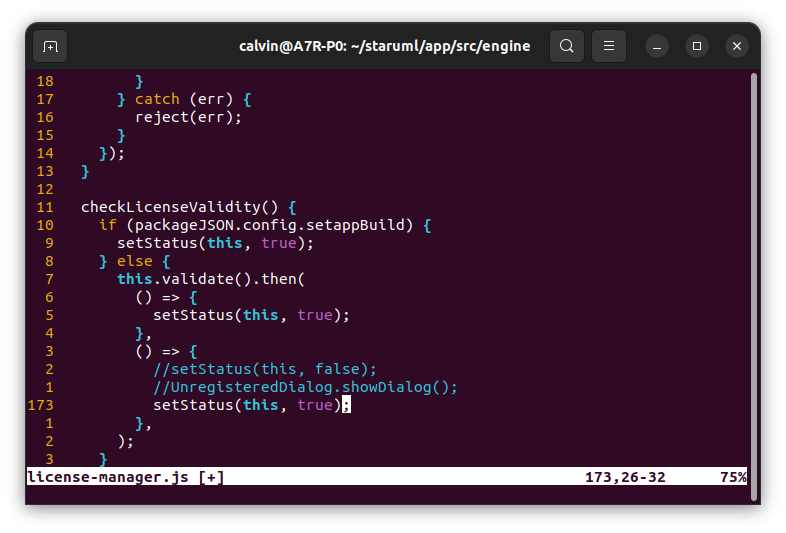 calvin@A7R-P0: ~/staruml/app/src/engine
18         }
17       } catch (err) {
16         reject(err);
15       }
14     });
13   }
12
11   checkLicenseValidity() {
10     if (packageJSON.config.setappBuild) {
9       setStatus(this, true);
8     } else {
7       this.validate().then(
6         () => {
5           setStatus(this, true);
4         },
3         () => {
2           //setStatus(this, false);
1           //UnregisteredDialog.showDialog();
173           setStatus(this, true);
1         },
2       );
3     }
license-manager.js [+] 173,26-32 75%